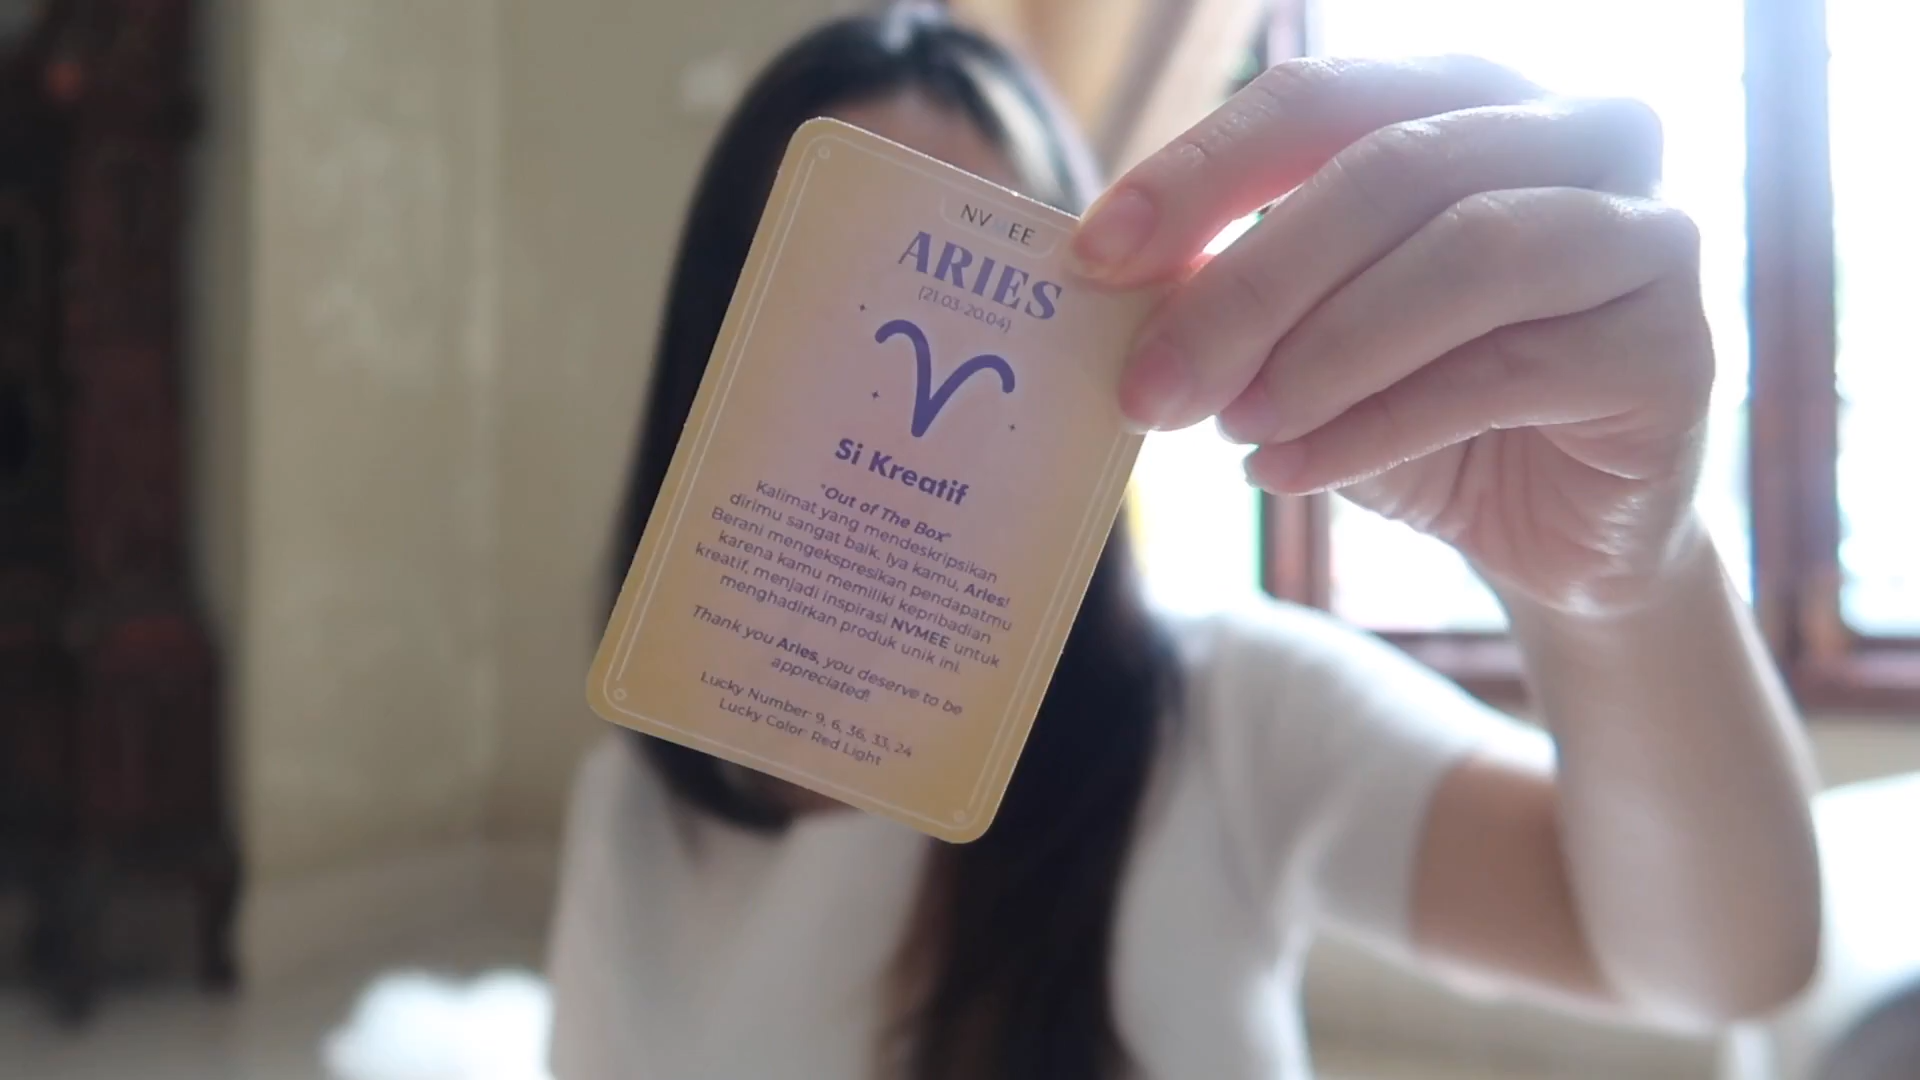 NVMEE
ARIES
(21.03-20.04)
Si Kreatif
"Out of The Box"
Kalimat yang mendeskripsikan
dirimu sangat baik. Iya kamu, Aries!
Berani mengekspresikan pendapatmu
karena kamu memiliki kepribadian
kreatif, menjadi inspirasi NVMEE untuk
menghadirkan produk unik ini.
Thank you Aries, you deserve to be
appreciated!
Lucky Number: 9, 6, 36, 33, 24
Lucky Color: Red Light